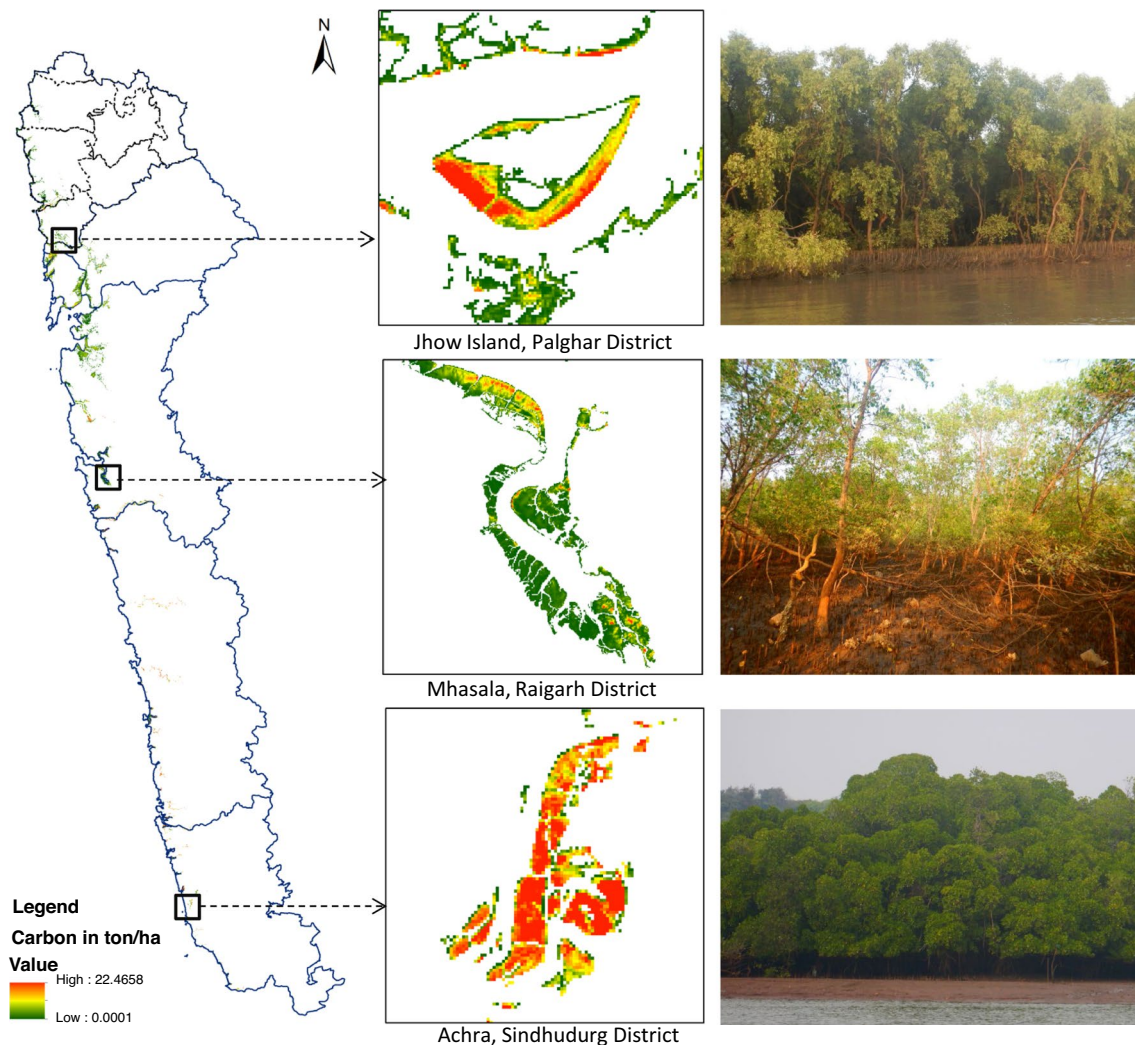 N
Jhow Island, Palghar District
Mhasala, Raigarh District
Legend
Carbon in ton/ha
Value
High : 22.4658
Low : 0.0001
Achra, Sindhudurg District